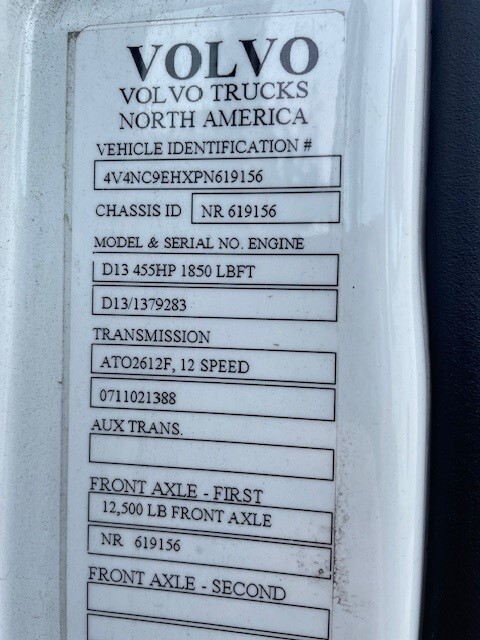 VOLVO
VOLVO TRUCKS
NORTH AMERICA
VEHICLE IDENTIFICATION #
4V4NC9EHXPN619156
CHASSIS ID NR 619156
MODEL & SERIAL NO. ENGINE
D13 455HP 1850 LBFT
D13/1379283
TRANSMISSION
ATO2612F, 12 SPEED
0711021388
AUX TRANS.
FRONT AXLE - FIRST
12,500 LB FRONT AXLE
NR 619156
FRONT AXLE - SECOND